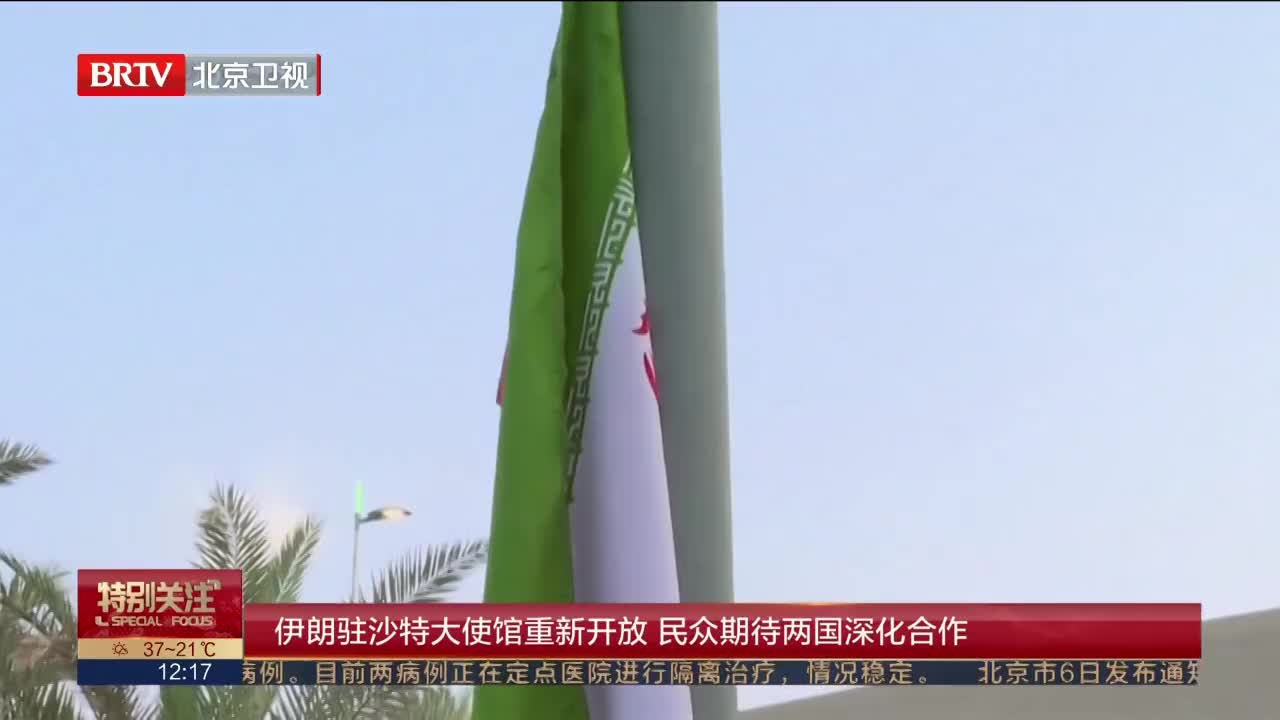 BRTV 北京卫视
特别关注
SPECIAL FOCUS
伊朗驻沙特大使馆重新开放 民众期待两国深化合作
37~21℃
12:17
病例。目前两病例正在定点医院进行隔离治疗，情况稳定。 北京市6日发布通知